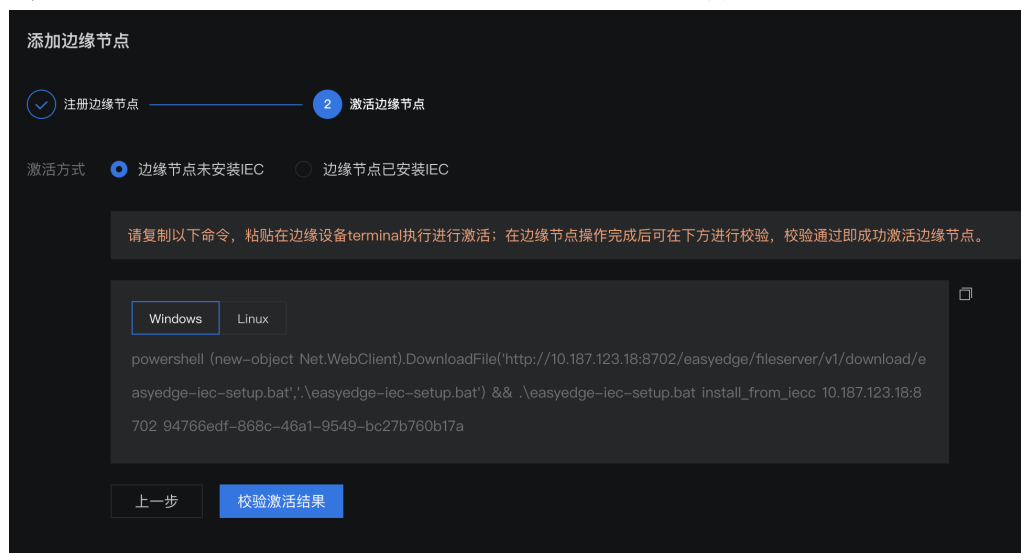 添加边缘节点
注册边缘节点
2 激活边缘节点
激活方式 边缘节点未安装IEC 边缘节点已安装IEC
请复制以下命令，粘贴在边缘设备terminal执行进行激活；在边缘节点操作完成后可在下方进行校验，校验通过即成功激活边缘节点。
Windows Linux
powershell (new-object Net.WebClient).DownloadFile('http://10.187.123.18:8702/easyedge/fileserver/v1/download/e
asyedge-iec-setup.bat','.\easyedge-iec-setup.bat') && .\easyedge-iec-setup.bat install_from_iecc 10.187.123.18:8
702 94766edf-868c-46a1-9549-bc27b760b17a
上一步 校验激活结果